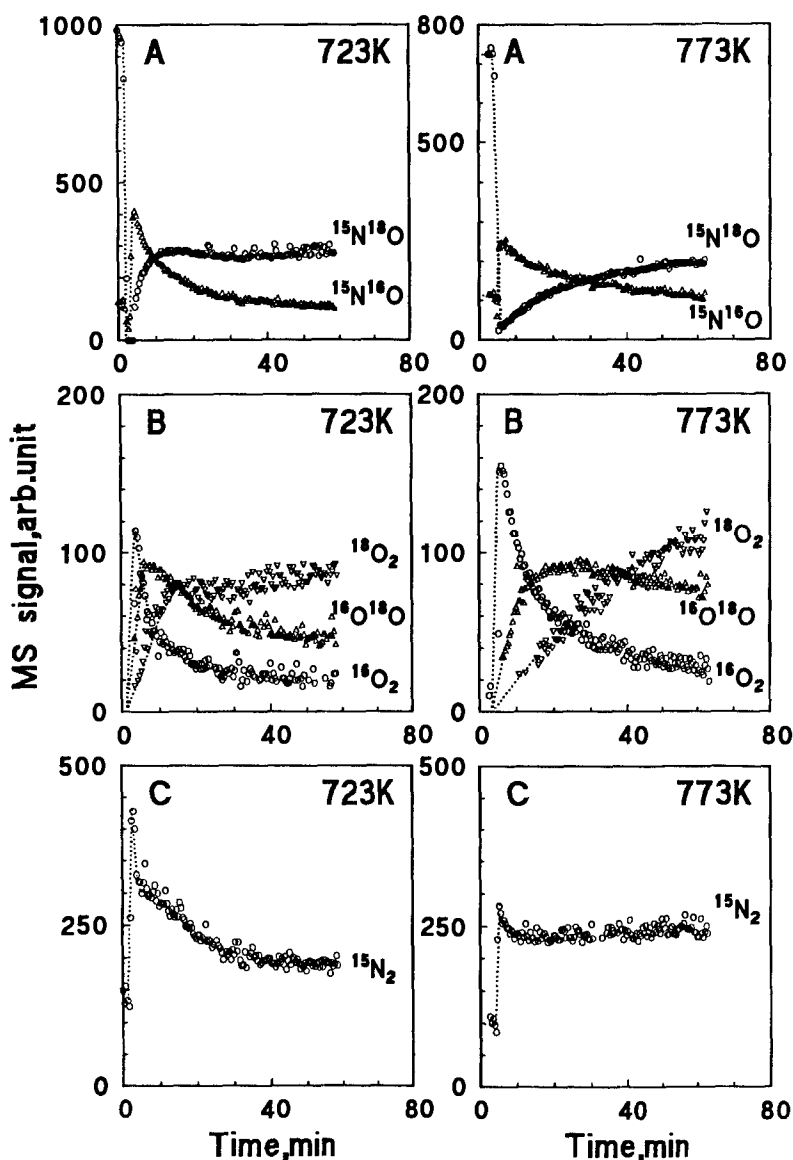 1000
A
723K
500
¹⁵N¹⁸O
¹⁵N¹⁶O
0
0
40
80
800
A
773K
500
¹⁵N¹⁸O
¹⁵N¹⁶O
0
0
40
80
200
B
723K
¹⁸O₂
100
¹⁶O¹⁸O
¹⁶O₂
0
0
40
80
200
B
773K
¹⁸O₂
100
¹⁶O¹⁸O
¹⁶O₂
0
0
40
80
MS signal,arb.unit
500
C
723K
250
¹⁵N₂
0
0
40
80
Time,min
500
C
773K
250
¹⁵N₂
0
0
40
80
Time,min